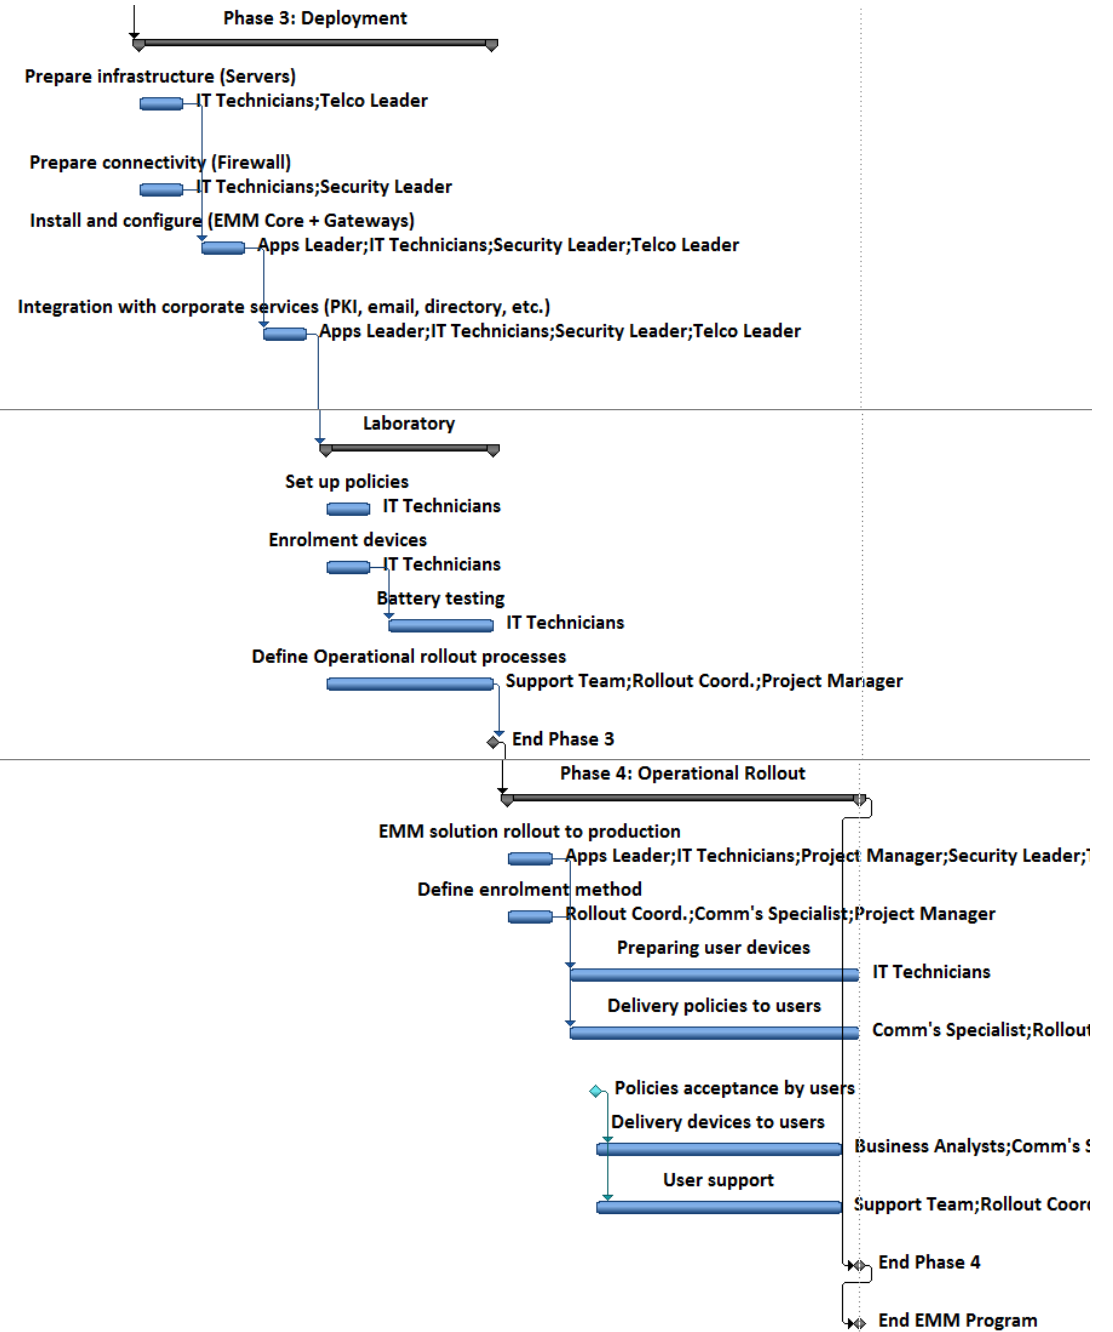 Phase 3: Deployment
Prepare infrastructure (Servers)
IT Technicians;Telco Leader
Prepare connectivity (Firewall)
IT Technicians;Security Leader
Install and configure (EMM Core + Gateways)
Apps Leader;IT Technicians;Security Leader;Telco Leader
Integration with corporate services (PKI, email, directory, etc.)
Apps Leader;IT Technicians;Security Leader;Telco Leader
Laboratory
Set up policies
IT Technicians
Enrolment devices
IT Technicians
Battery testing
IT Technicians
Define Operational rollout processes
Support Team;Rollout Coord.;Project Manager
End Phase 3
Phase 4: Operational Rollout
EMM solution rollout to production
Apps Leader;IT Technicians;Project Manager;Security Leader;
Define enrolment method
Rollout Coord.;Comm's Specialist;Project Manager
Preparing user devices
IT Technicians
Delivery policies to users
Comm's Specialist;Rollout
Policies acceptance by users
Delivery devices to users
Business Analysts;Comm's
User support
Support Team;Rollout
End Phase 4
End EMM Program